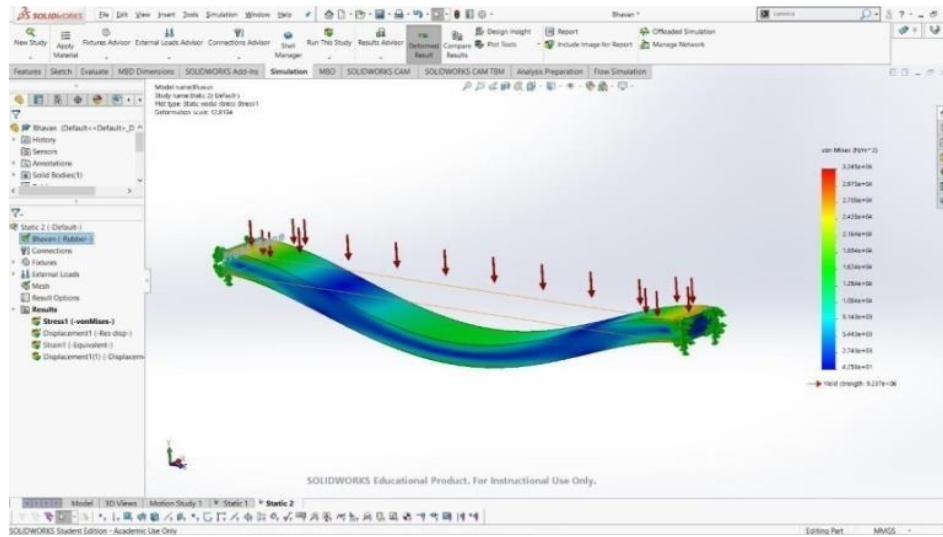 SOLIDWORKS File Edit View Insert Tools Simulation Window Help Bhavan *
New Study Apply Material Fixtures Advisor External Loads Advisor Connections Advisor Shell Manager Run This Study Results Advisor Deformed Result Compare Results
Design Insight Report Offloaded Simulation
Plot Tools Include Image for Report Manage Network
Features Sketch Evaluate MBD Dimensions SOLIDWORKS Add-Ins Simulation MBD SOLIDWORKS CAM SOLIDWORKS CAM TBM Analysis Preparation Flow Simulation
Model name:Bhavan
Study name:Static 2(-Default-)
Plot type: Static nodal stress Stress1
Bhavan (Default<<Default>_D
History
Sensors
Annotations
Solid Bodies(1)
Static 2 (-Default-)
Bhavan (-Rubber-)
Connections
Fixtures
External Loads
Mesh
Result Options
Results
Stress1 (-vonMises-)
Displacement1 (-Res disp-)
Strain1 (-Equivalent-)
Displacement1(1) (-Displacem
von Mises (N/m^2)
Yield strength: 9.237e+06
SOLIDWORKS Educational Product. For Instructional Use Only.
Model 3D Views Motion Study 1 Static 1 Static 2
SOLIDWORKS Student Edition - Academic Use Only Editing Part MMGS